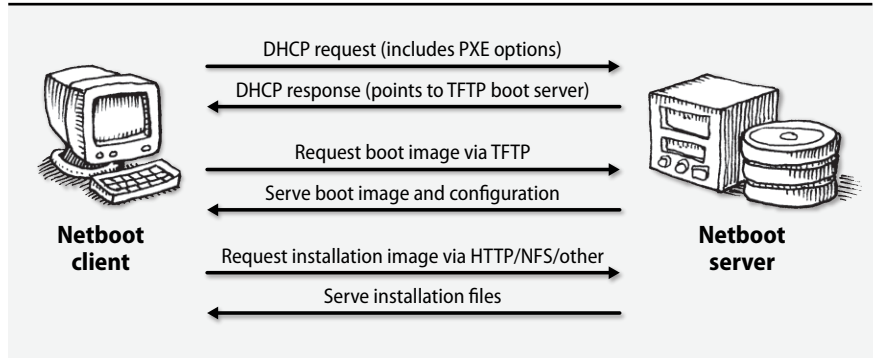 DHCP request (includes PXE options)
DHCP response (points to TFTP boot server)
Request boot image via TFTP
Serve boot image and configuration
Netboot
client
Netboot
server
Request installation image via HTTP/NFS/other
Serve installation files